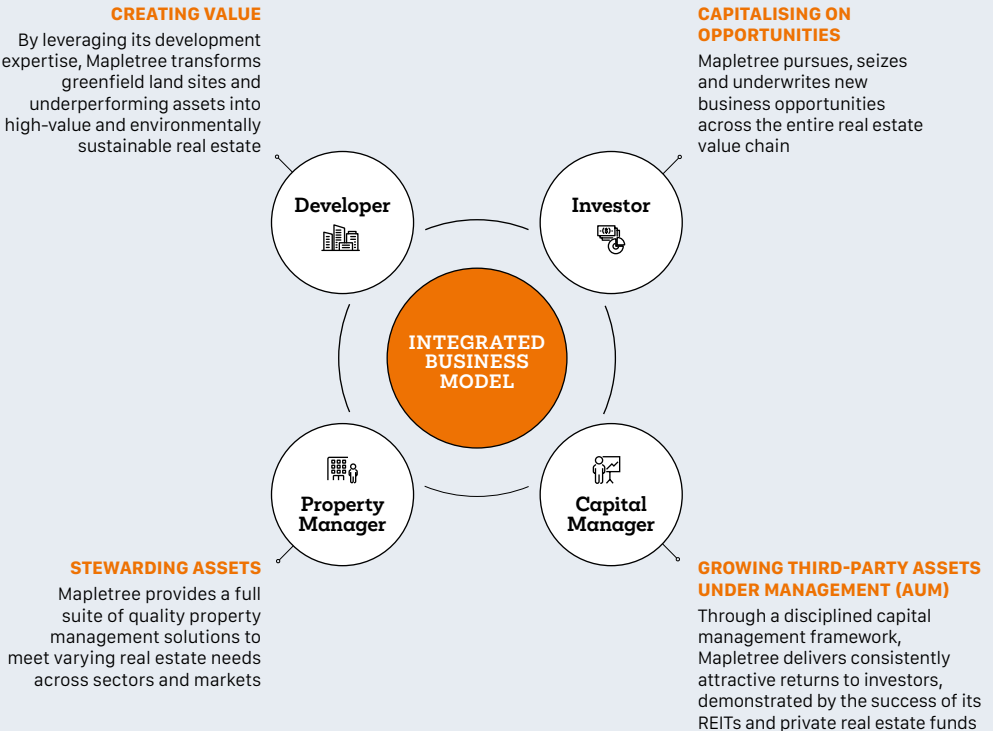 CREATING VALUE
By leveraging its development
expertise, Mapletree transforms
greenfield land sites and
underperforming assets into
high-value and environmentally
sustainable real estate
CAPITALISING ON
OPPORTUNITIES
Mapletree pursues, seizes
and underwrites new
business opportunities
across the entire real estate
value chain
Developer
Investor
INTEGRATED
BUSINESS
MODEL
Property
Manager
Capital
Manager
STEWARDING ASSETS
Mapletree provides a full
suite of quality property
management solutions to
meet varying real estate needs
across sectors and markets
GROWING THIRD-PARTY ASSETS
UNDER MANAGEMENT (AUM)
Through a disciplined capital
management framework,
Mapletree delivers consistently
attractive returns to investors,
demonstrated by the success of its
REITs and private real estate funds